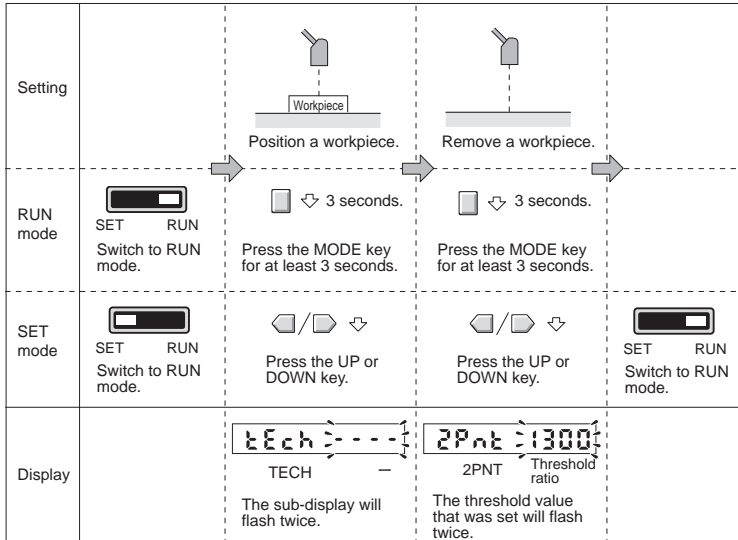 Setting
Workpiece
Position a workpiece.
Remove a workpiece.
RUN
mode
SET RUN
Switch to RUN
mode.
3 seconds.
Press the MODE key
for at least 3 seconds.
3 seconds.
Press the MODE key
for at least 3 seconds.
SET
mode
SET RUN
Switch to RUN
mode.
/
Press the UP or
DOWN key.
/
Press the UP or
DOWN key.
SET RUN
Switch to RUN
mode.
Display
tEch ----
TECH –
The sub-display will
flash twice.
2Pnt 1300
2PNT Threshold
ratio
The threshold value
that was set will flash
twice.